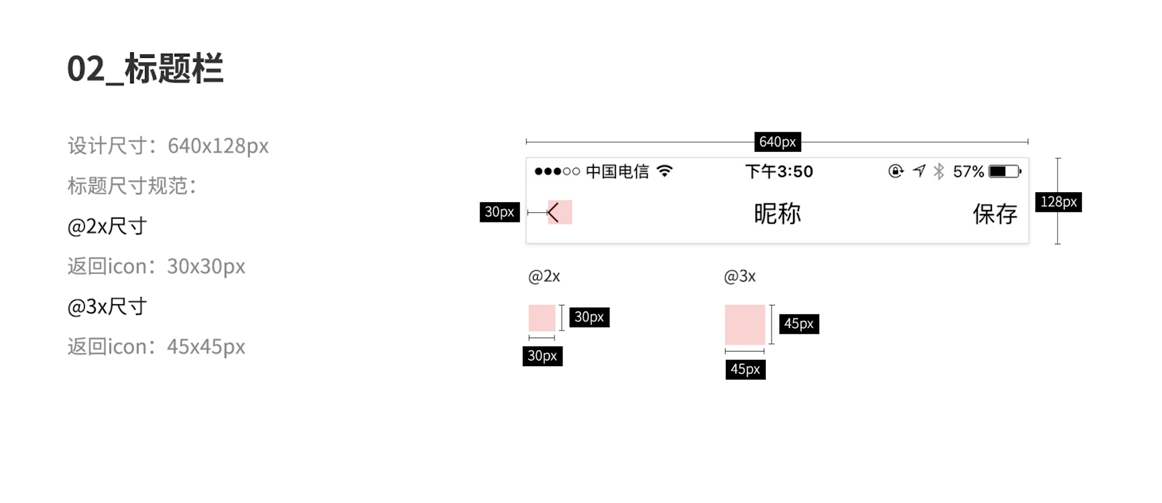 02_标题栏
设计尺寸：640x128px
标题尺寸规范：
@2x尺寸
返回icon：30x30px
@3x尺寸
返回icon：45x45px
640px
中国电信 下午3:50 57%
30px 昵称 保存 128px
@2x @3x
30px 45px
30px 45px